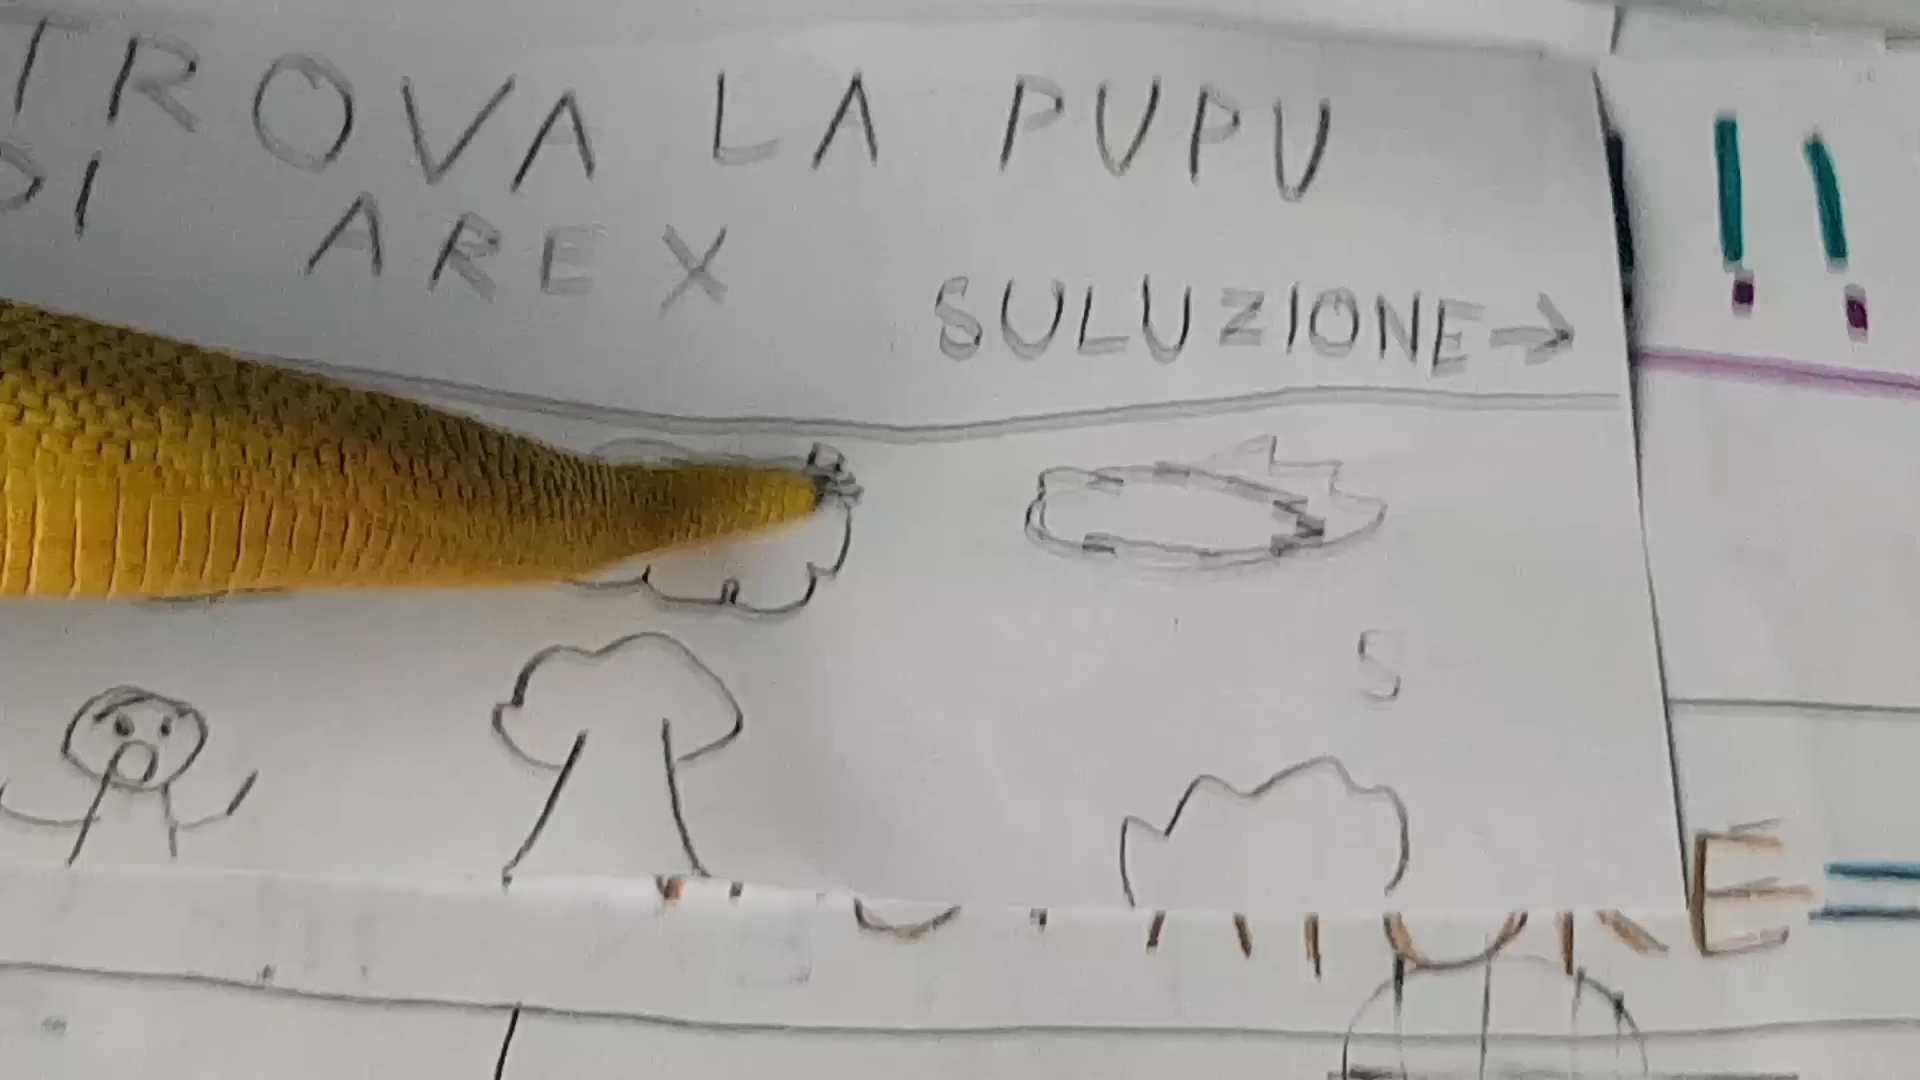 TROVA LA PUPU
DI AREX
SULUZIONE →
!!
S
E =